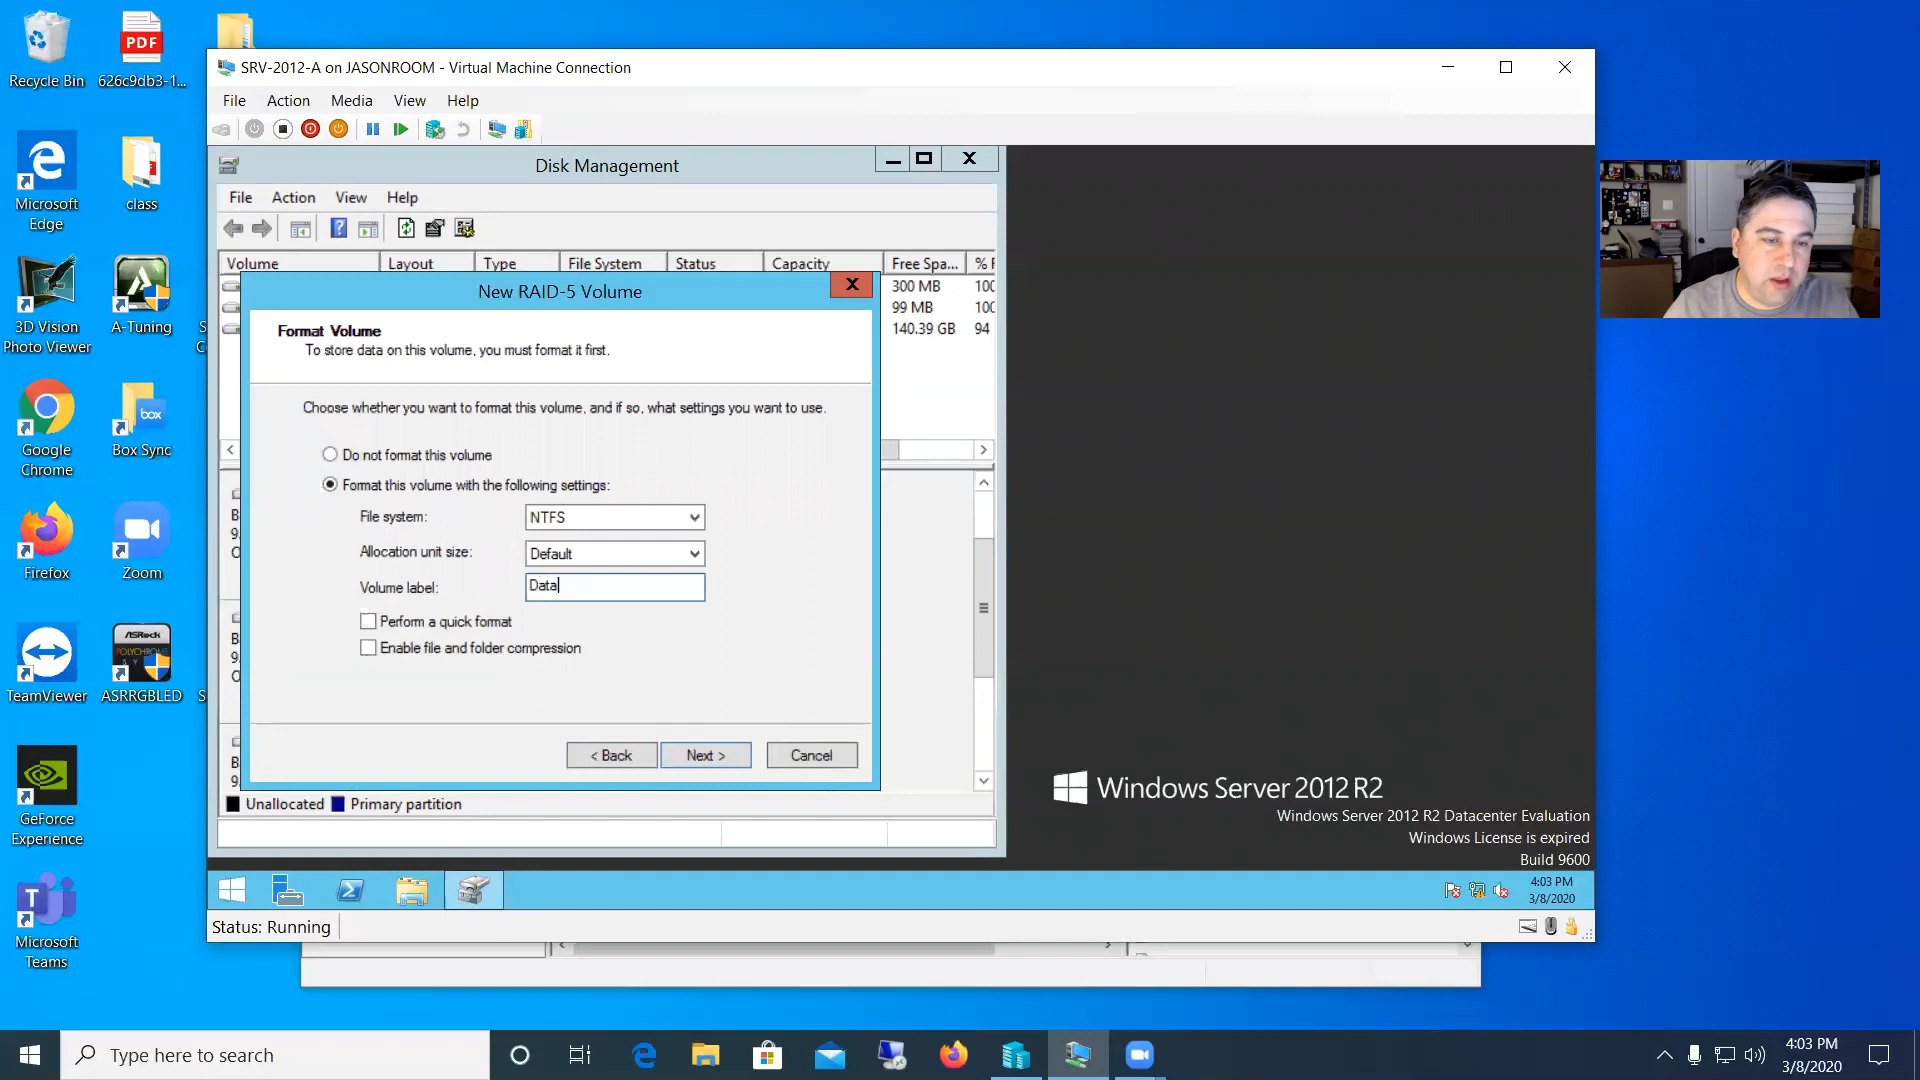 Recycle Bin
626c9db3-1...
Microsoft
Edge
class
3D Vision
Photo Viewer
A-Tuning
Google
Chrome
Box Sync
box
Firefox
Zoom
TeamViewer
ASRRGBLED
ASRock
POLYCHROME
GeForce
Experience
Microsoft
Teams
PDF
SRV-2012-A on JASONROOM - Virtual Machine Connection
File Action Media View Help
Disk Management
File Action View Help
Volume Layout Type File System Status Capacity Free Spa... % F
300 MB 100
99 MB 100
140.39 GB 94
New RAID-5 Volume
Format Volume
To store data on this volume, you must format it first.
Choose whether you want to format this volume, and if so, what settings you want to use.
Do not format this volume
Format this volume with the following settings:
File system: NTFS
Allocation unit size: Default
Volume label: Data
Perform a quick format
Enable file and folder compression
< Back Next > Cancel
Unallocated Primary partition
Windows Server 2012 R2
Windows Server 2012 R2 Datacenter Evaluation
Windows License is expired
Build 9600
4:03 PM
3/8/2020
Status: Running
Type here to search
4:03 PM
3/8/2020